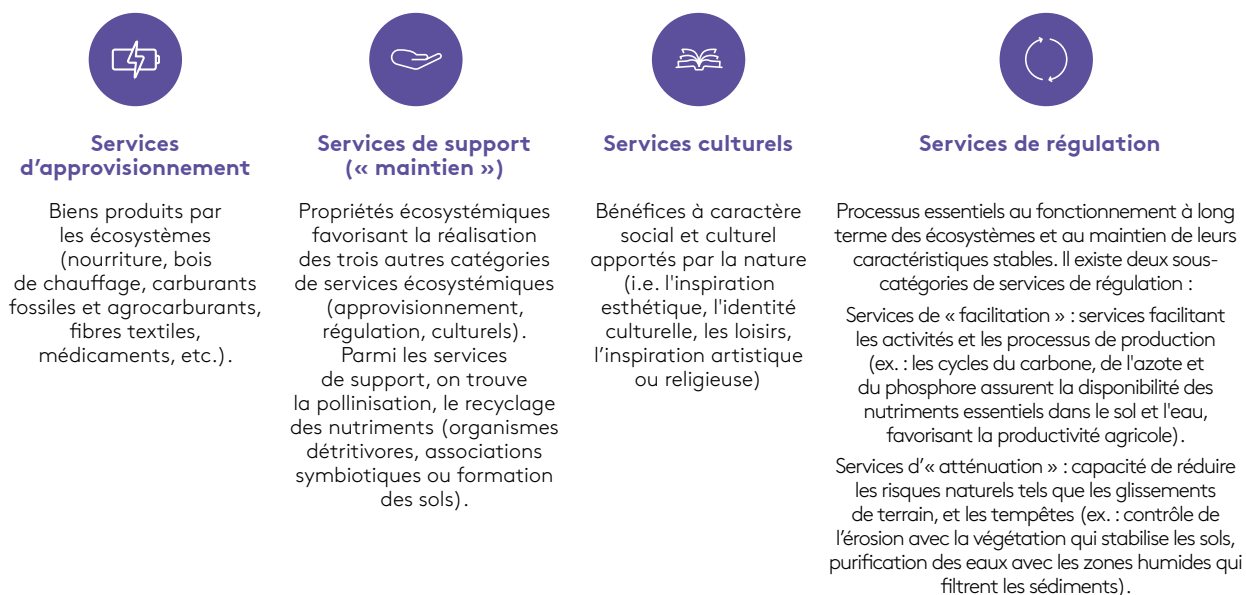 Services
d’approvisionnement
Biens produits par
les écosystèmes
(nourriture, bois
de chauffage, carburants
fossiles et agrocarburants,
fibres textiles,
médicaments, etc.).
Services de support
(« maintien »)
Propriétés écosystémiques
favorisant la réalisation
des trois autres catégories
de services écosystémiques
(approvisionnement,
régulation, culturels).
Parmi les services
de support, on trouve
la pollinisation, le recyclage
des nutriments (organismes
détritivores, associations
symbiotiques ou formation
des sols).
Services culturels
Bénéfices à caractère
social et culturel
apportés par la nature
(i.e. l'inspiration
esthétique, l'identité
culturelle, les loisirs,
l’inspiration artistique
ou religieuse)
Services de régulation
Processus essentiels au fonctionnement à long
terme des écosystèmes et au maintien de leurs
caractéristiques stables. Il existe deux sous-
catégories de services de régulation :
Services de « facilitation » : services facilitant
les activités et les processus de production
(ex. : les cycles du carbone, de l'azote et
du phosphore assurent la disponibilité des
nutriments essentiels dans le sol et l'eau,
favorisant la productivité agricole).
Services d’« atténuation » : capacité de réduire
les risques naturels tels que les glissements
de terrain, et les tempêtes (ex. : contrôle de
l’érosion avec la végétation qui stabilise les sols,
purification des eaux avec les zones humides qui
filtrent les sédiments).